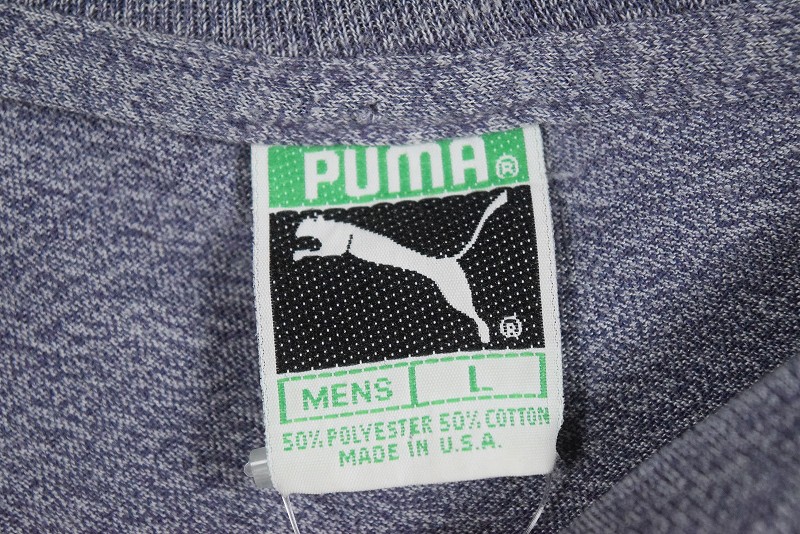 PUMA®
®
MENS L
50% POLYESTER 50% COTTON
MADE IN U.S.A.